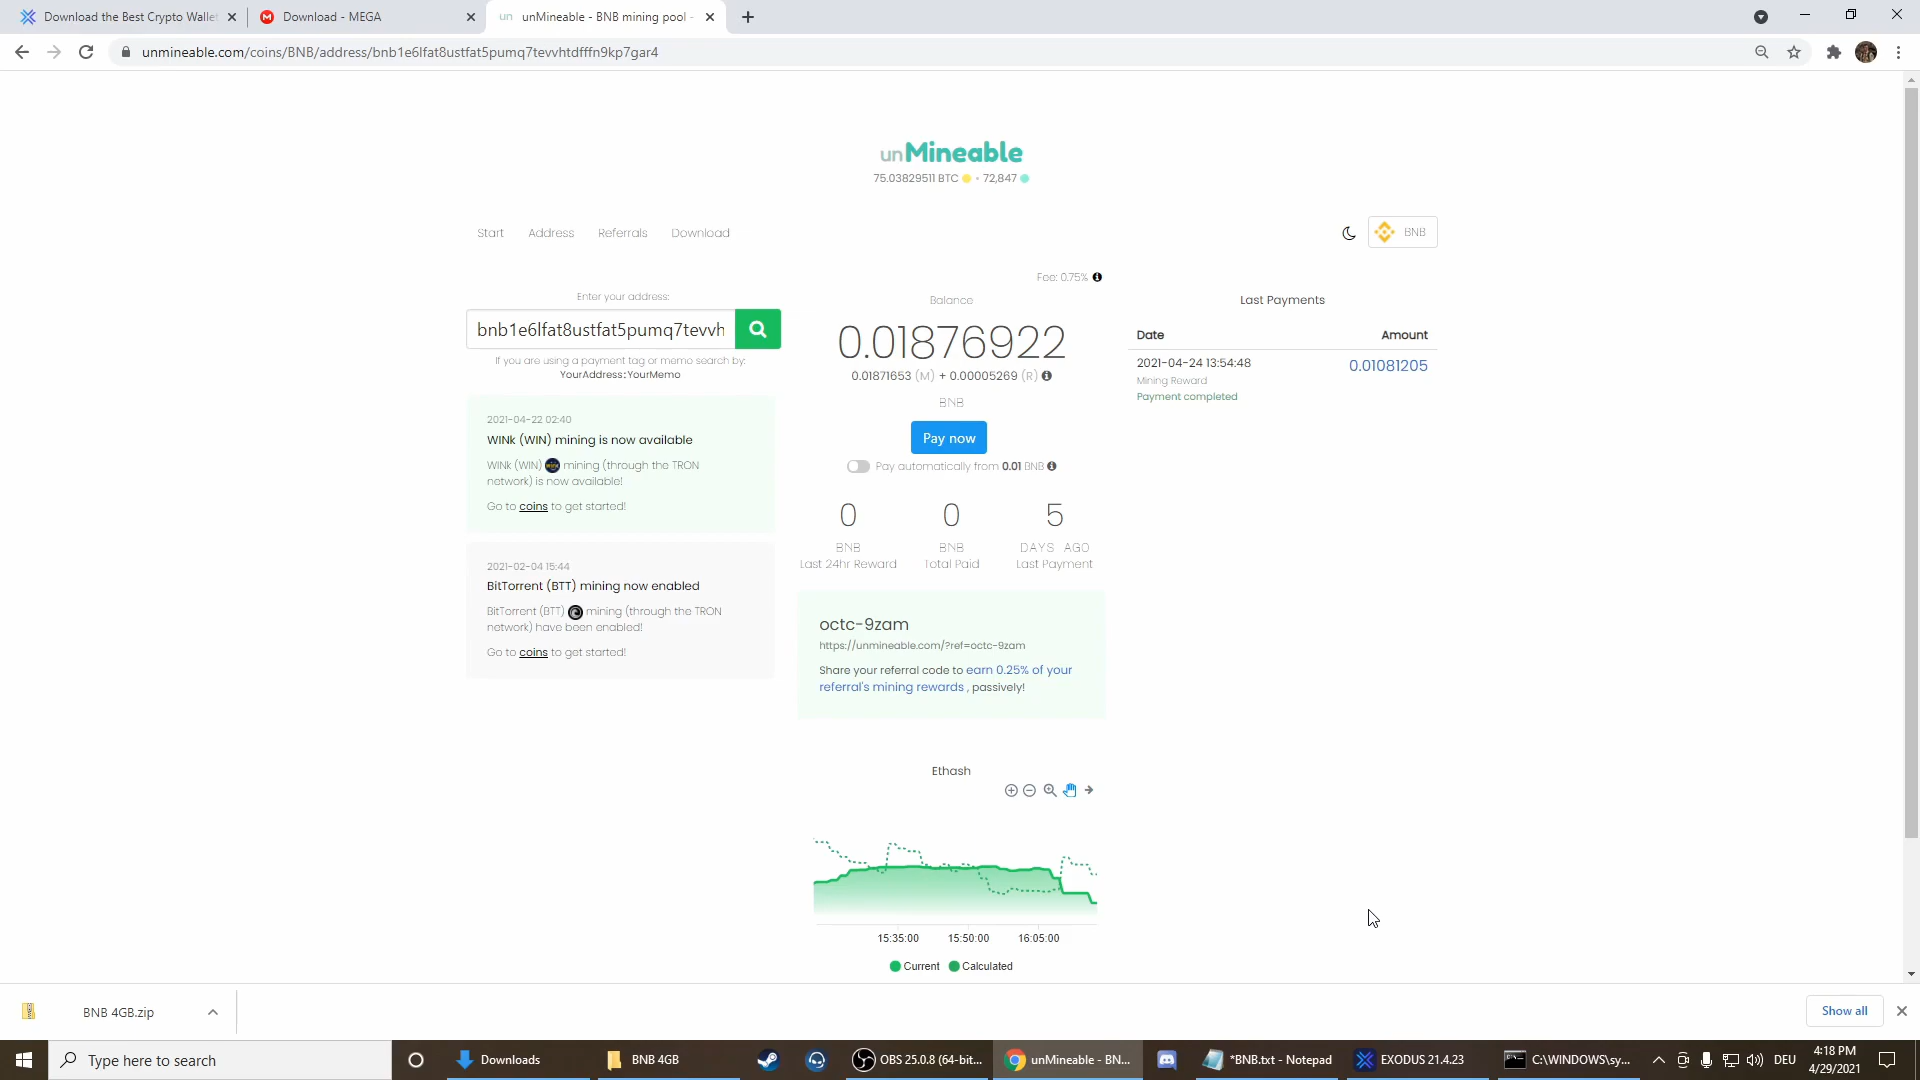 Download the Best Crypto Wallet
Download - MEGA
unMineable - BNB mining pool -
unmineable.com/coins/BNB/address/bnb1e6lfat8ustfat5pumq7tevvhtdfffn9kp7gar4
unMineable
75.03829511 BTC • 72,847
Start
Address
Referrals
Download
BNB
Enter your address:
bnb1e6lfat8ustfat5pumq7tevvh
If you are using a payment tag or memo search by:
YourAddress:YourMemo
2021-04-22 02:40
WINk (WIN) mining is now available
WINk (WIN) mining (through the TRON
network) is now available!
Go to coins to get started!
2021-02-04 15:44
BitTorrent (BTT) mining now enabled
BitTorrent (BTT) mining (through the TRON
network) have been enabled!
Go to coins to get started!
Fee: 0.75%
Balance
0.01876922
0.01871653 (M) + 0.00005269 (R)
BNB
Pay now
Pay automatically from 0.01 BNB
0
BNB
Last 24hr Reward
0
BNB
Total Paid
5
DAYS AGO
Last Payment
octc-9zam
https://unmineable.com/?ref=octc-9zam
Share your referral code to earn 0.25% of your
referral's mining rewards , passively!
Ethash
15:35:00
15:50:00
16:05:00
Current
Calculated
Last Payments
Date
Amount
2021-04-24 13:54:48
0.01081205
Mining Reward
Payment completed
BNB 4GB.zip
Show all
Type here to search
Downloads
BNB 4GB
OBS 25.0.8 (64-bit...
unMineable - BN...
*BNB.txt - Notepad
EXODUS 21.4.23
C:\WINDOWS\sy...
DEU
4:18 PM
4/29/2021